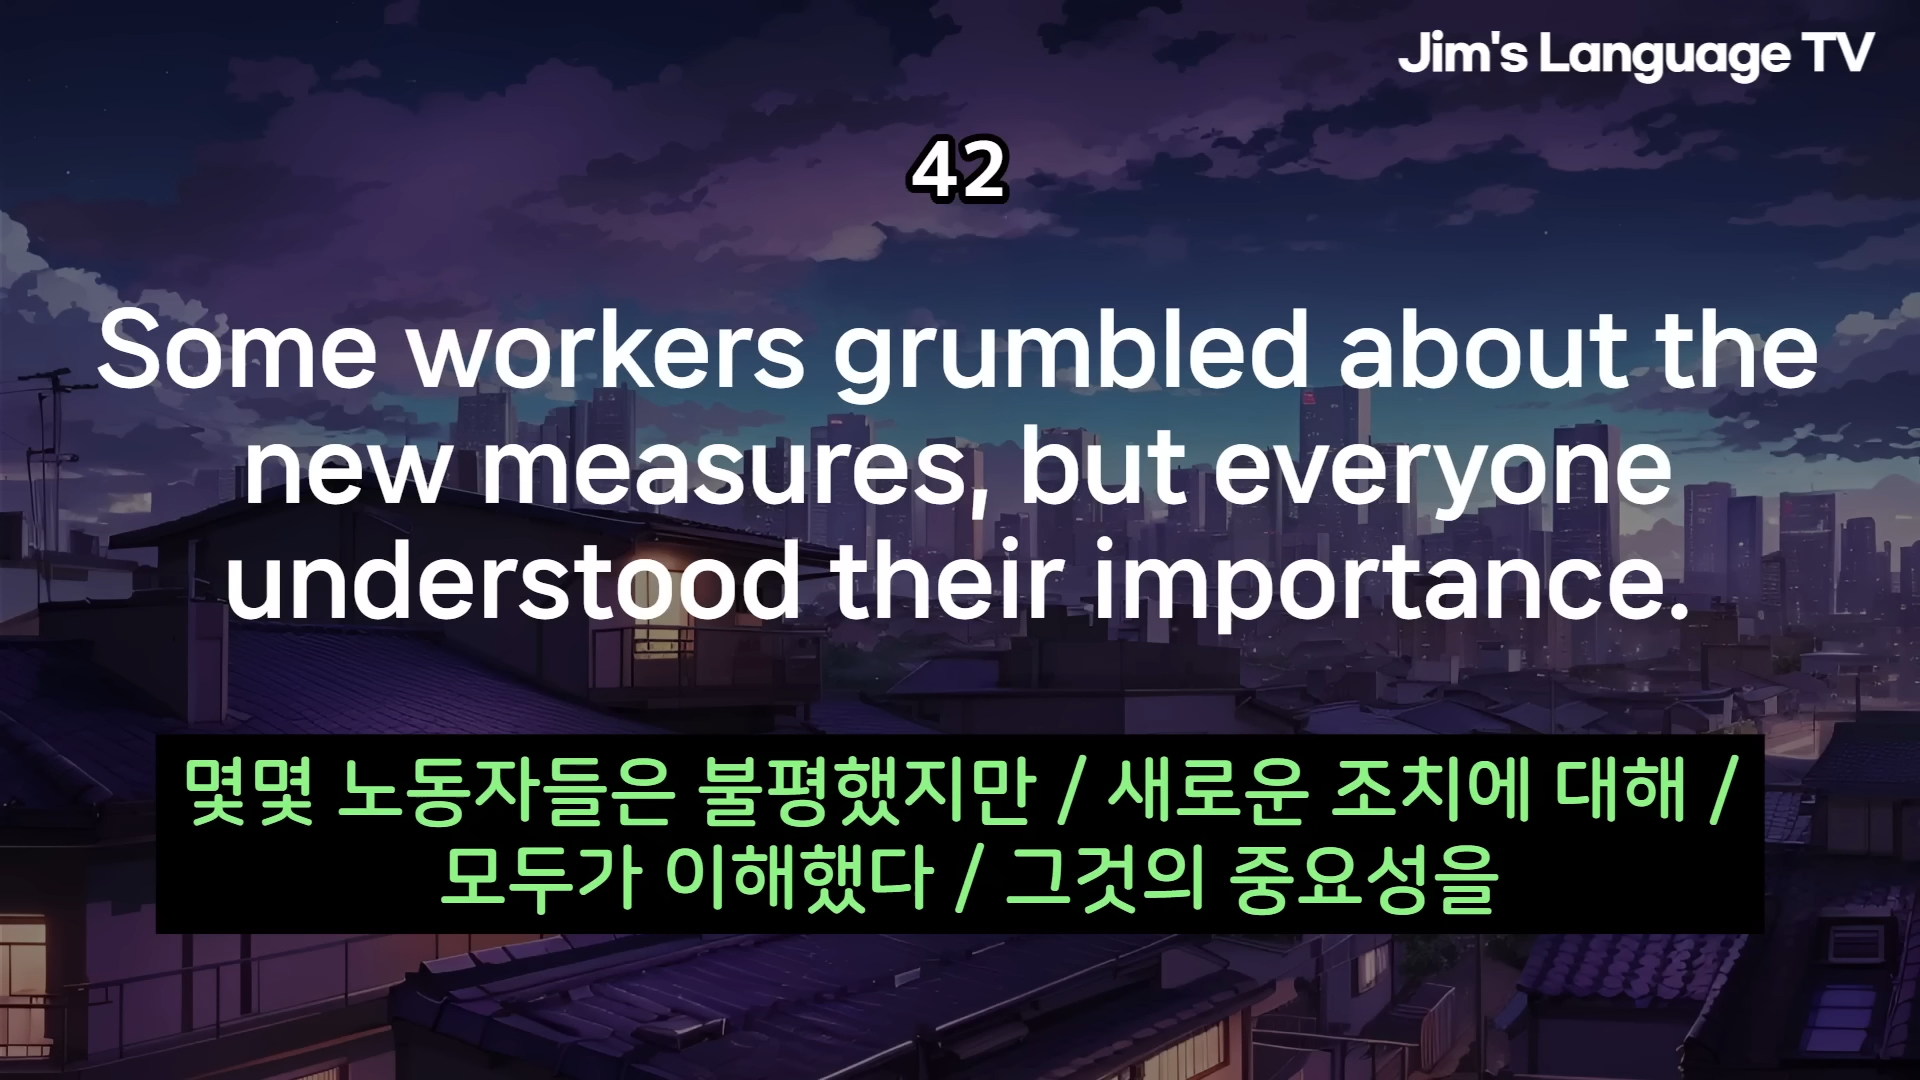 Jim's Language TV
42
Some workers grumbled about the
new measures, but everyone
understood their importance.
몇몇 노동자들은 불평했지만 / 새로운 조치에 대해 /
모두가 이해했다 / 그것의 중요성을